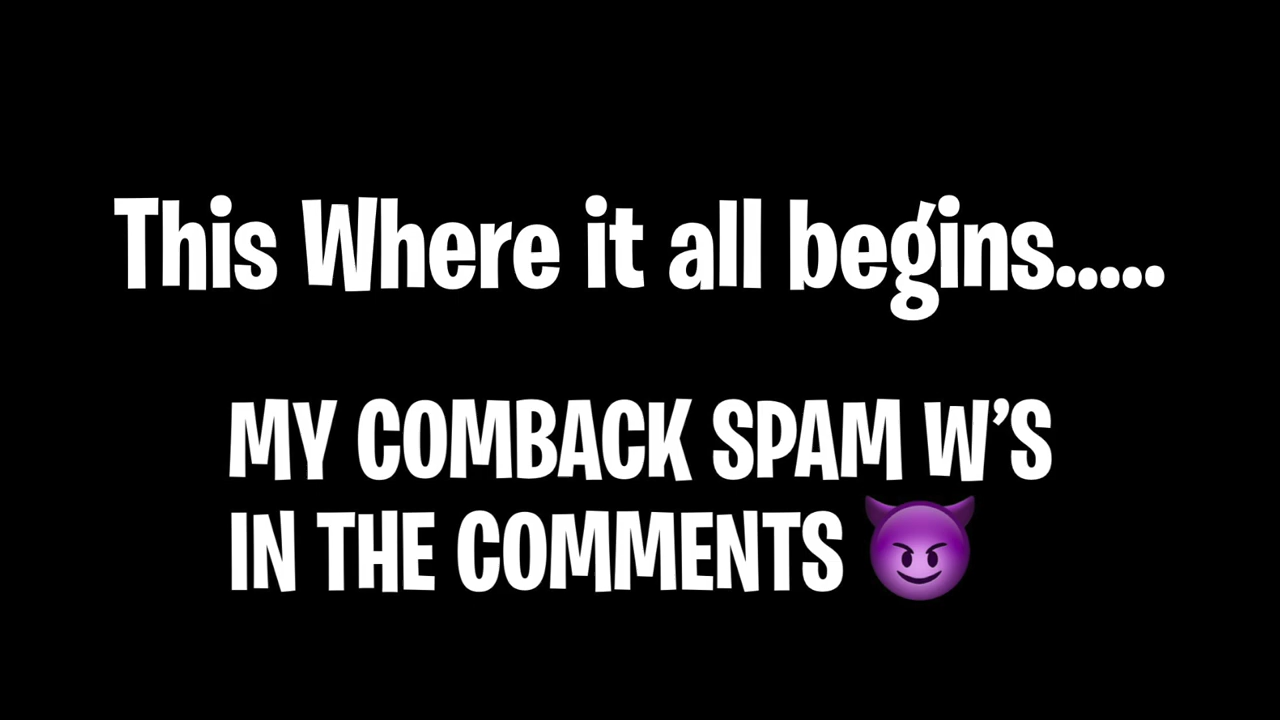 This Where it all begins.....
MY COMBACK SPAM W'S
IN THE COMMENTS 😈